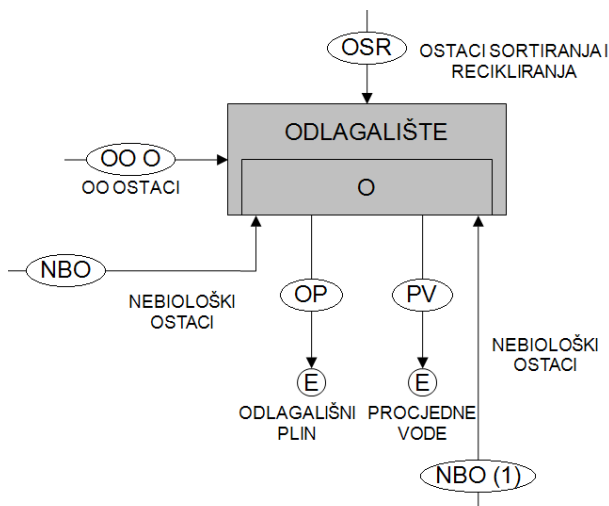 OSR
OSTACI SORTIRANJA I
RECIKLIRANJA
ODLAGALIŠTE
OO O
OO OSTACI
O
NBO
NEBIOLOŠKI
OSTACI
OP
PV
NEBIOLOŠKI
OSTACI
E
E
ODLAGALIŠNI
PLIN
PROCJEDNE
VODE
NBO (1)